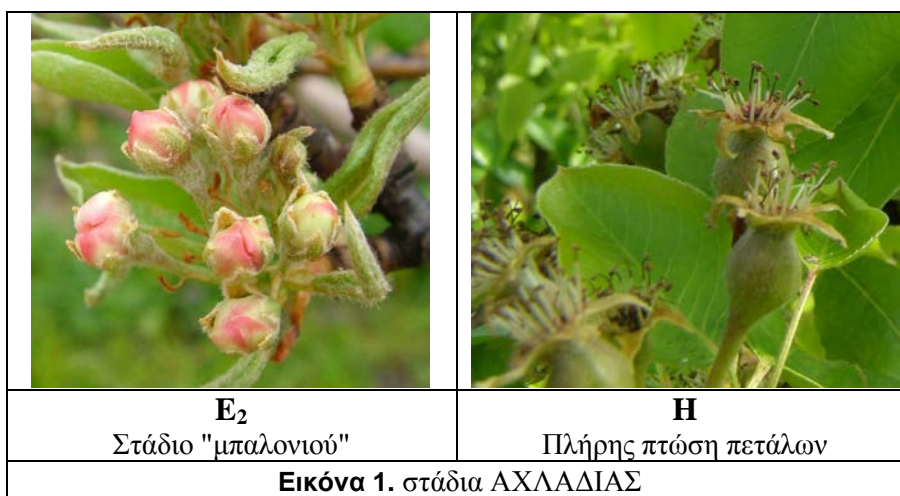 E₂
Στάδιο "μπαλονιού"
H
Πλήρης πτώση πετάλων
Εικόνα 1. στάδια ΑΧΛΑΔΙΑΣ